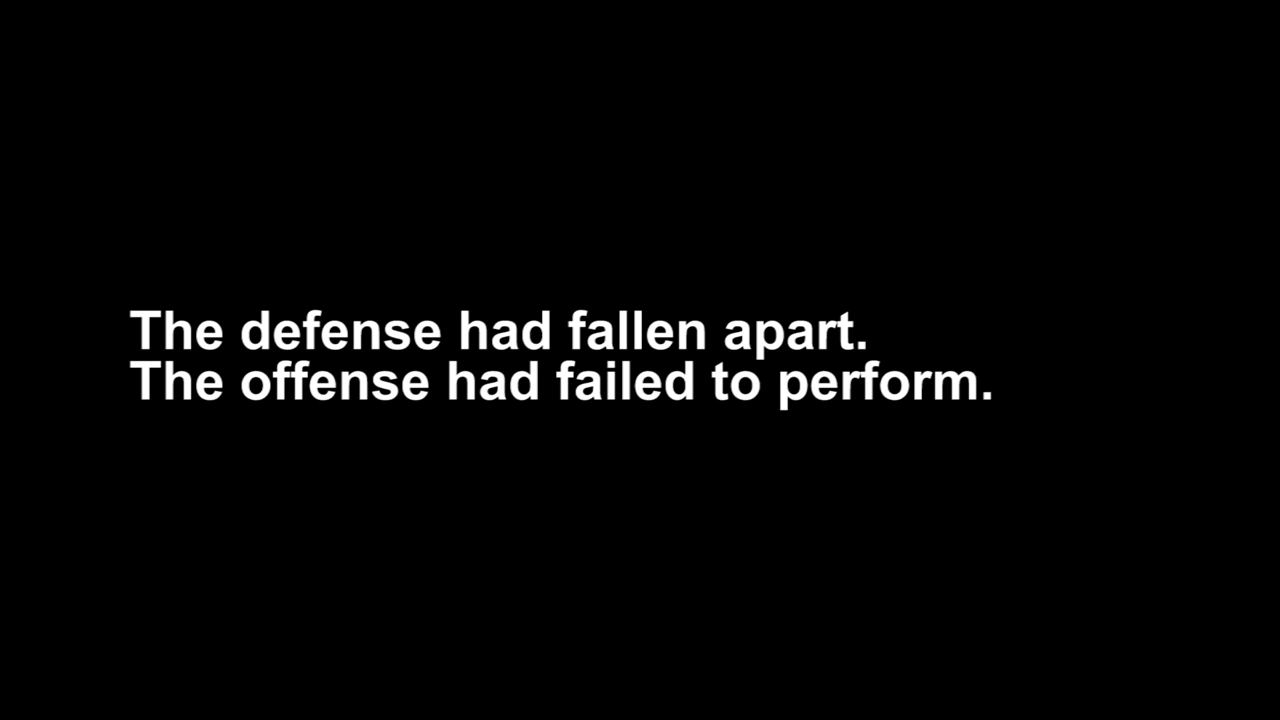 The defense had fallen apart.
The offense had failed to perform.